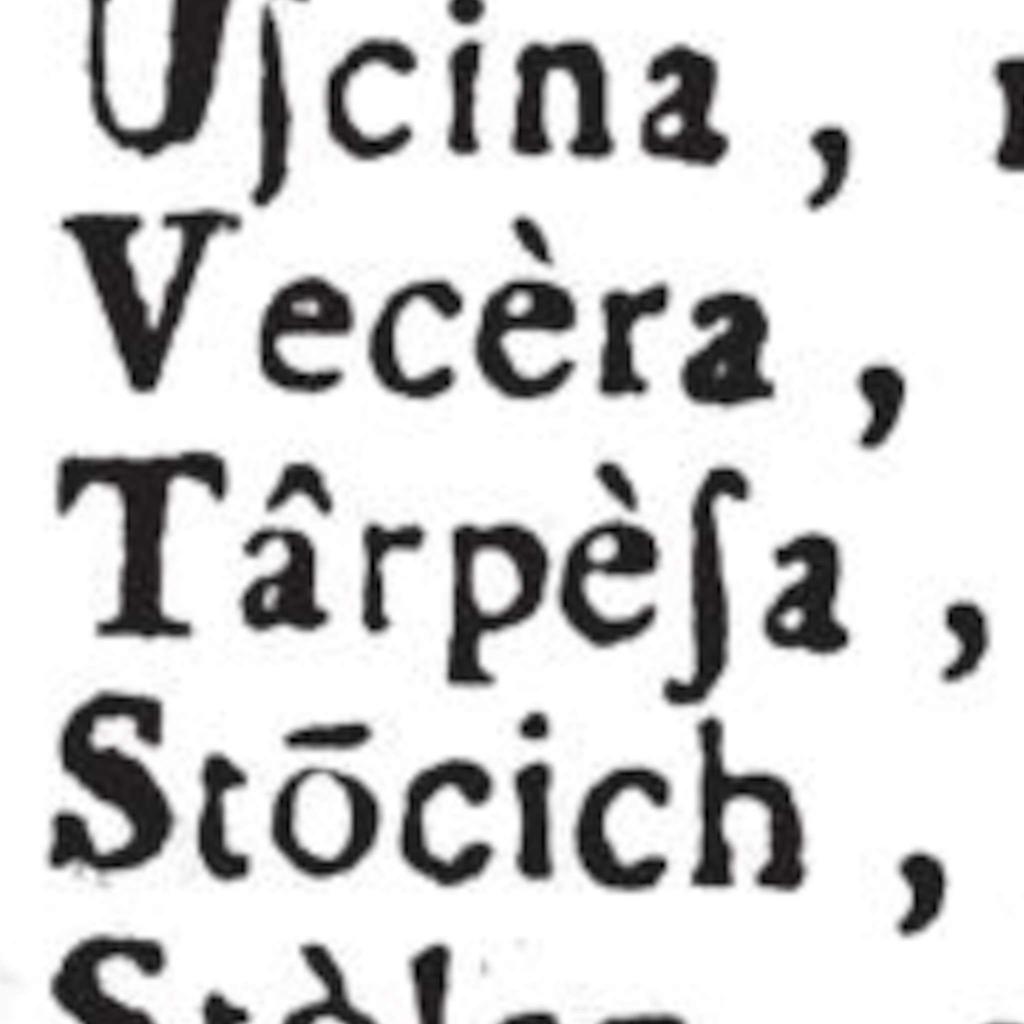 Uſcina ,
Vecèra ,
Târpèſa ,
Stōcich ,